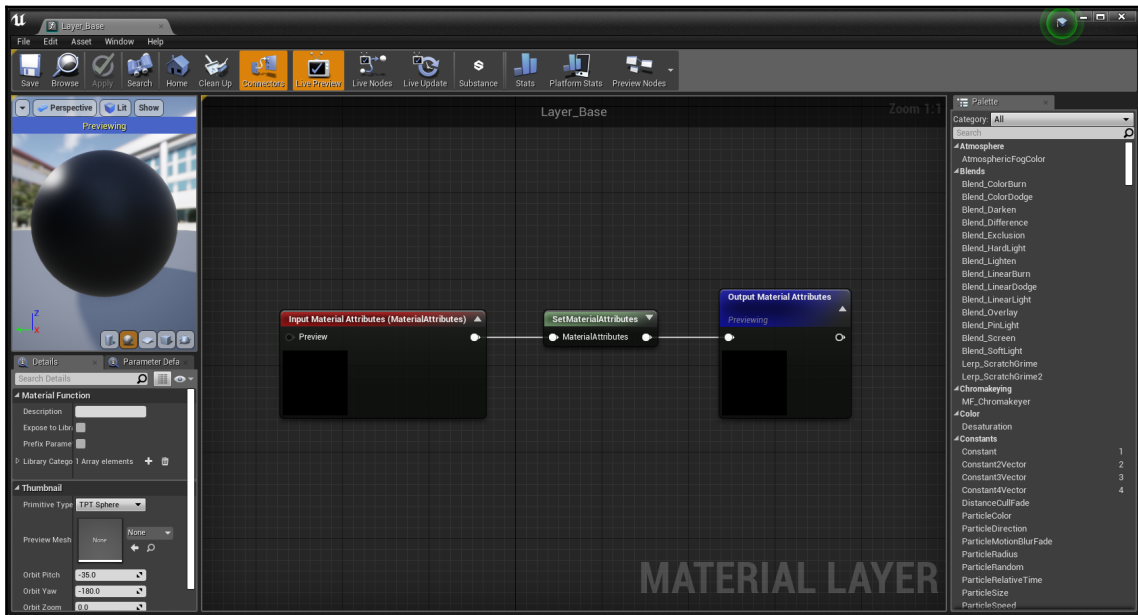 Layer_Base
File Edit Asset Window Help
Save Browse Apply Search Home Clean Up Connectors Live Preview Live Nodes Live Update Substance Stats Platform Stats Preview Nodes
Perspective Lit Show
Previewing
Z
X
Layer_Base
Zoom 1:1
Input Material Attributes (MaterialAttributes)
Preview
SetMaterialAttributes
MaterialAttributes
Output Material Attributes
Previewing
MATERIAL LAYER
Details Parameter Defa
Search Details
Material Function
Description
Expose to Libr
Prefix Parame
Library Catego 1 Array elements
Thumbnail
Primitive Type TPT Sphere
Preview Mesh None None
Orbit Pitch -35.0
Orbit Yaw -180.0
Orbit Zoom 0.0
Palette
Category: All
Search
Atmosphere
AtmosphericFogColor
Blends
Blend_ColorBurn
Blend_ColorDodge
Blend_Darken
Blend_Difference
Blend_Exclusion
Blend_HardLight
Blend_Lighten
Blend_LinearBurn
Blend_LinearDodge
Blend_LinearLight
Blend_Overlay
Blend_PinLight
Blend_Screen
Blend_SoftLight
Lerp_ScratchGrime
Lerp_ScratchGrime2
Chromakeying
MF_Chromakeyer
Color
Desaturation
Constants
Constant 1
Constant2Vector 2
Constant3Vector 3
Constant4Vector 4
DistanceCullFade
ParticleColor
ParticleDirection
ParticleMotionBlurFade
ParticleRadius
ParticleRandom
ParticleRelativeTime
ParticleSize
ParticleSpeed